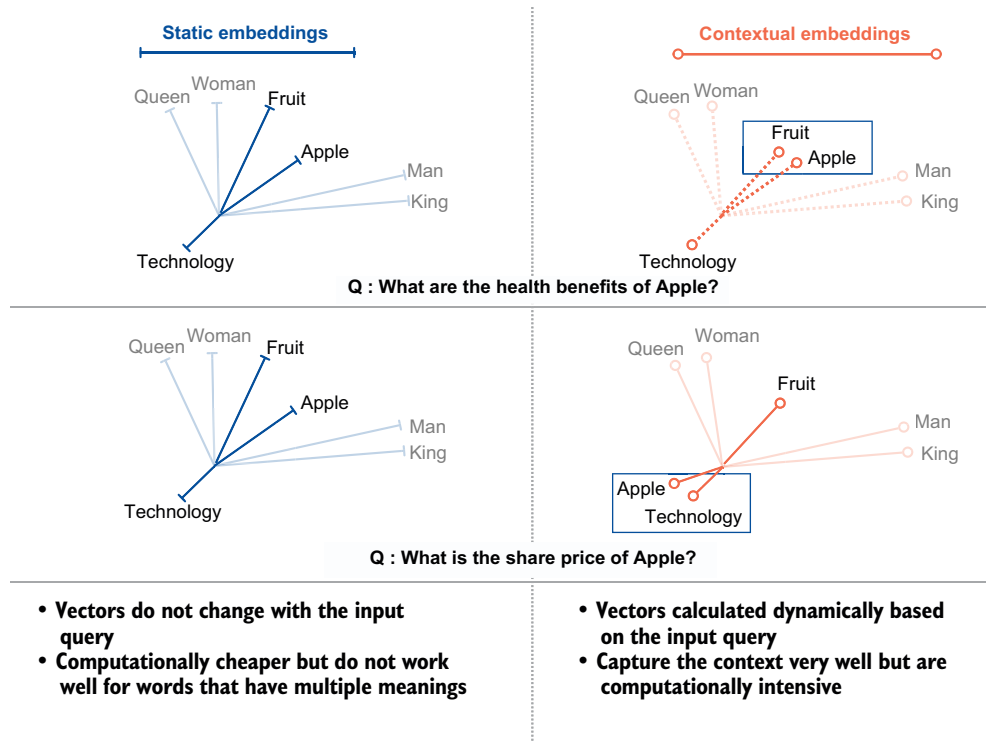 Static embeddings
Contextual embeddings
Queen
Woman
Fruit
Apple
Man
King
Technology
Queen
Woman
Fruit
Apple
Man
King
Technology
Q : What are the health benefits of Apple?
Queen
Woman
Fruit
Apple
Man
King
Technology
Queen
Woman
Fruit
Man
King
Apple
Technology
Q : What is the share price of Apple?
• Vectors do not change with the input
query
• Computationally cheaper but do not work
well for words that have multiple meanings
• Vectors calculated dynamically based
on the input query
• Capture the context very well but are
computationally intensive